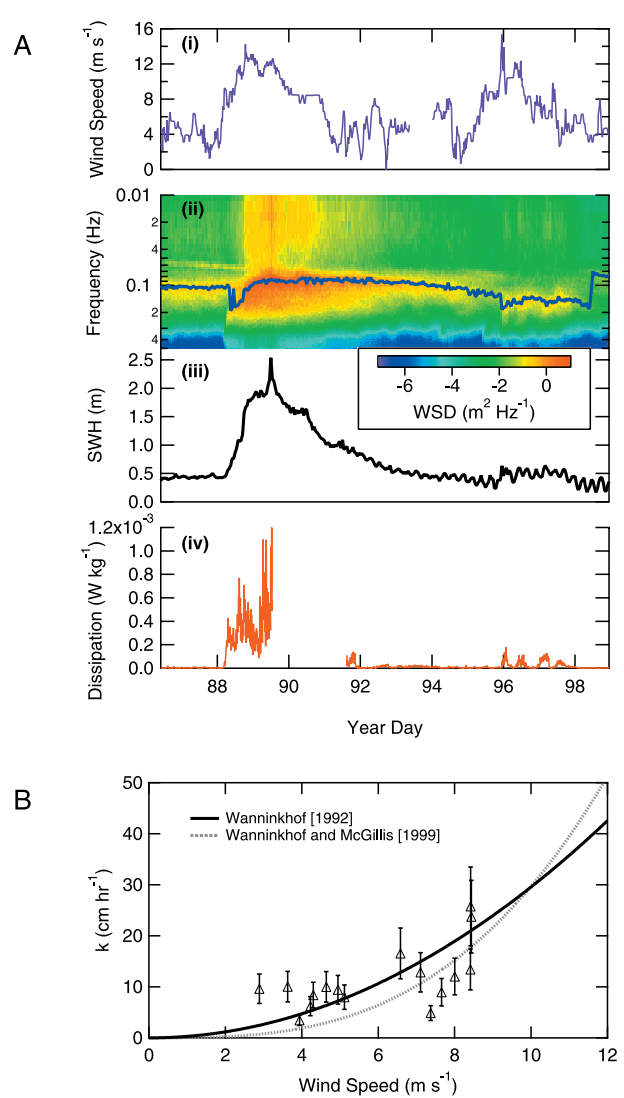 A
(i)
Wind Speed (m s⁻¹)
16
12
8
4
0
(ii)
Frequency (Hz)
0.01
2
4
0.1
2
4
(iii)
SWH (m)
2.5
2.0
1.5
1.0
0.5
0.0
-6
-4
-2
0
WSD (m² Hz⁻¹)
(iv)
Dissipation (W kg⁻¹)
1.2x10⁻³
1.0
0.8
0.6
0.4
0.2
0.0
88
90
92
94
96
98
Year Day
B
k (cm hr⁻¹)
50
40
30
20
10
0
Wanninkhof [1992]
Wanninkhof and McGillis [1999]
0
2
4
6
8
10
12
Wind Speed (m s⁻¹)